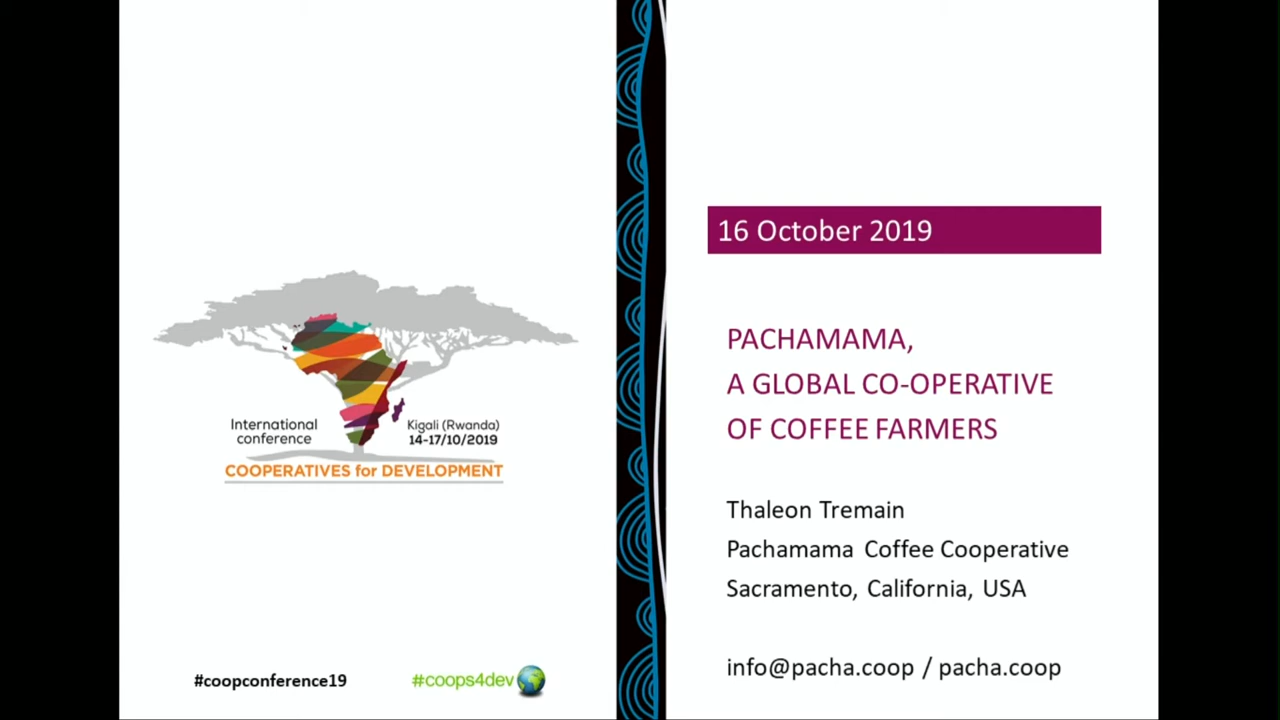 International
conference
Kigali (Rwanda)
14-17/10/2019
COOPERATIVES for DEVELOPMENT
#coopconference19
#coops4dev
16 October 2019
PACHAMAMA,
A GLOBAL CO-OPERATIVE
OF COFFEE FARMERS
Thaleon Tremain
Pachamama Coffee Cooperative
Sacramento, California, USA
info@pacha.coop / pacha.coop